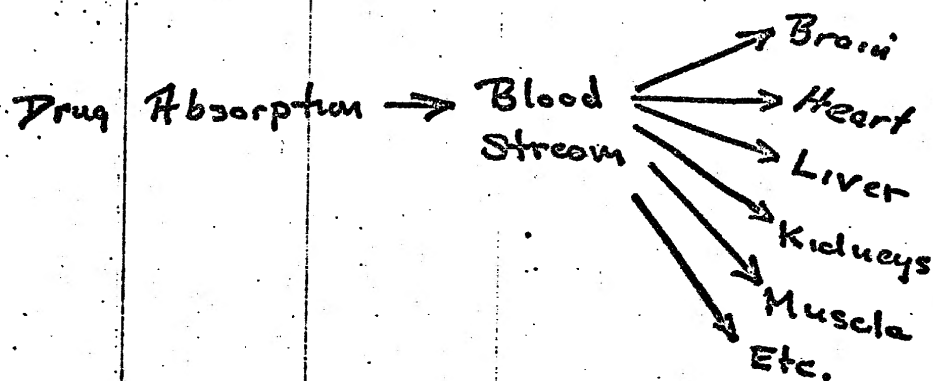 Drug Absorption → Blood Stream
Brain
Heart
Liver
Kidneys
Muscle
Etc.